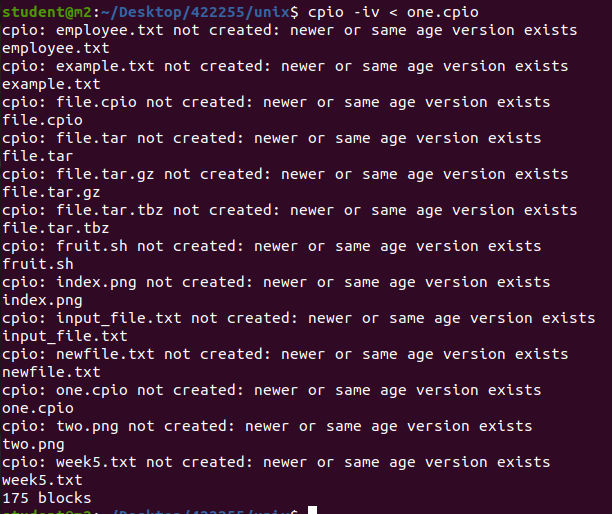 student@m2:~/Desktop/422255/unix$ cpio -iv < one.cpio
cpio: employee.txt not created: newer or same age version exists
employee.txt
cpio: example.txt not created: newer or same age version exists
example.txt
cpio: file.cpio not created: newer or same age version exists
file.cpio
cpio: file.tar not created: newer or same age version exists
file.tar
cpio: file.tar.gz not created: newer or same age version exists
file.tar.gz
cpio: file.tar.tbz not created: newer or same age version exists
file.tar.tbz
cpio: fruit.sh not created: newer or same age version exists
fruit.sh
cpio: index.png not created: newer or same age version exists
index.png
cpio: input_file.txt not created: newer or same age version exists
input_file.txt
cpio: newfile.txt not created: newer or same age version exists
newfile.txt
cpio: one.cpio not created: newer or same age version exists
one.cpio
cpio: two.png not created: newer or same age version exists
two.png
cpio: week5.txt not created: newer or same age version exists
week5.txt
175 blocks
student@m2:~/Desktop/422255/unix$